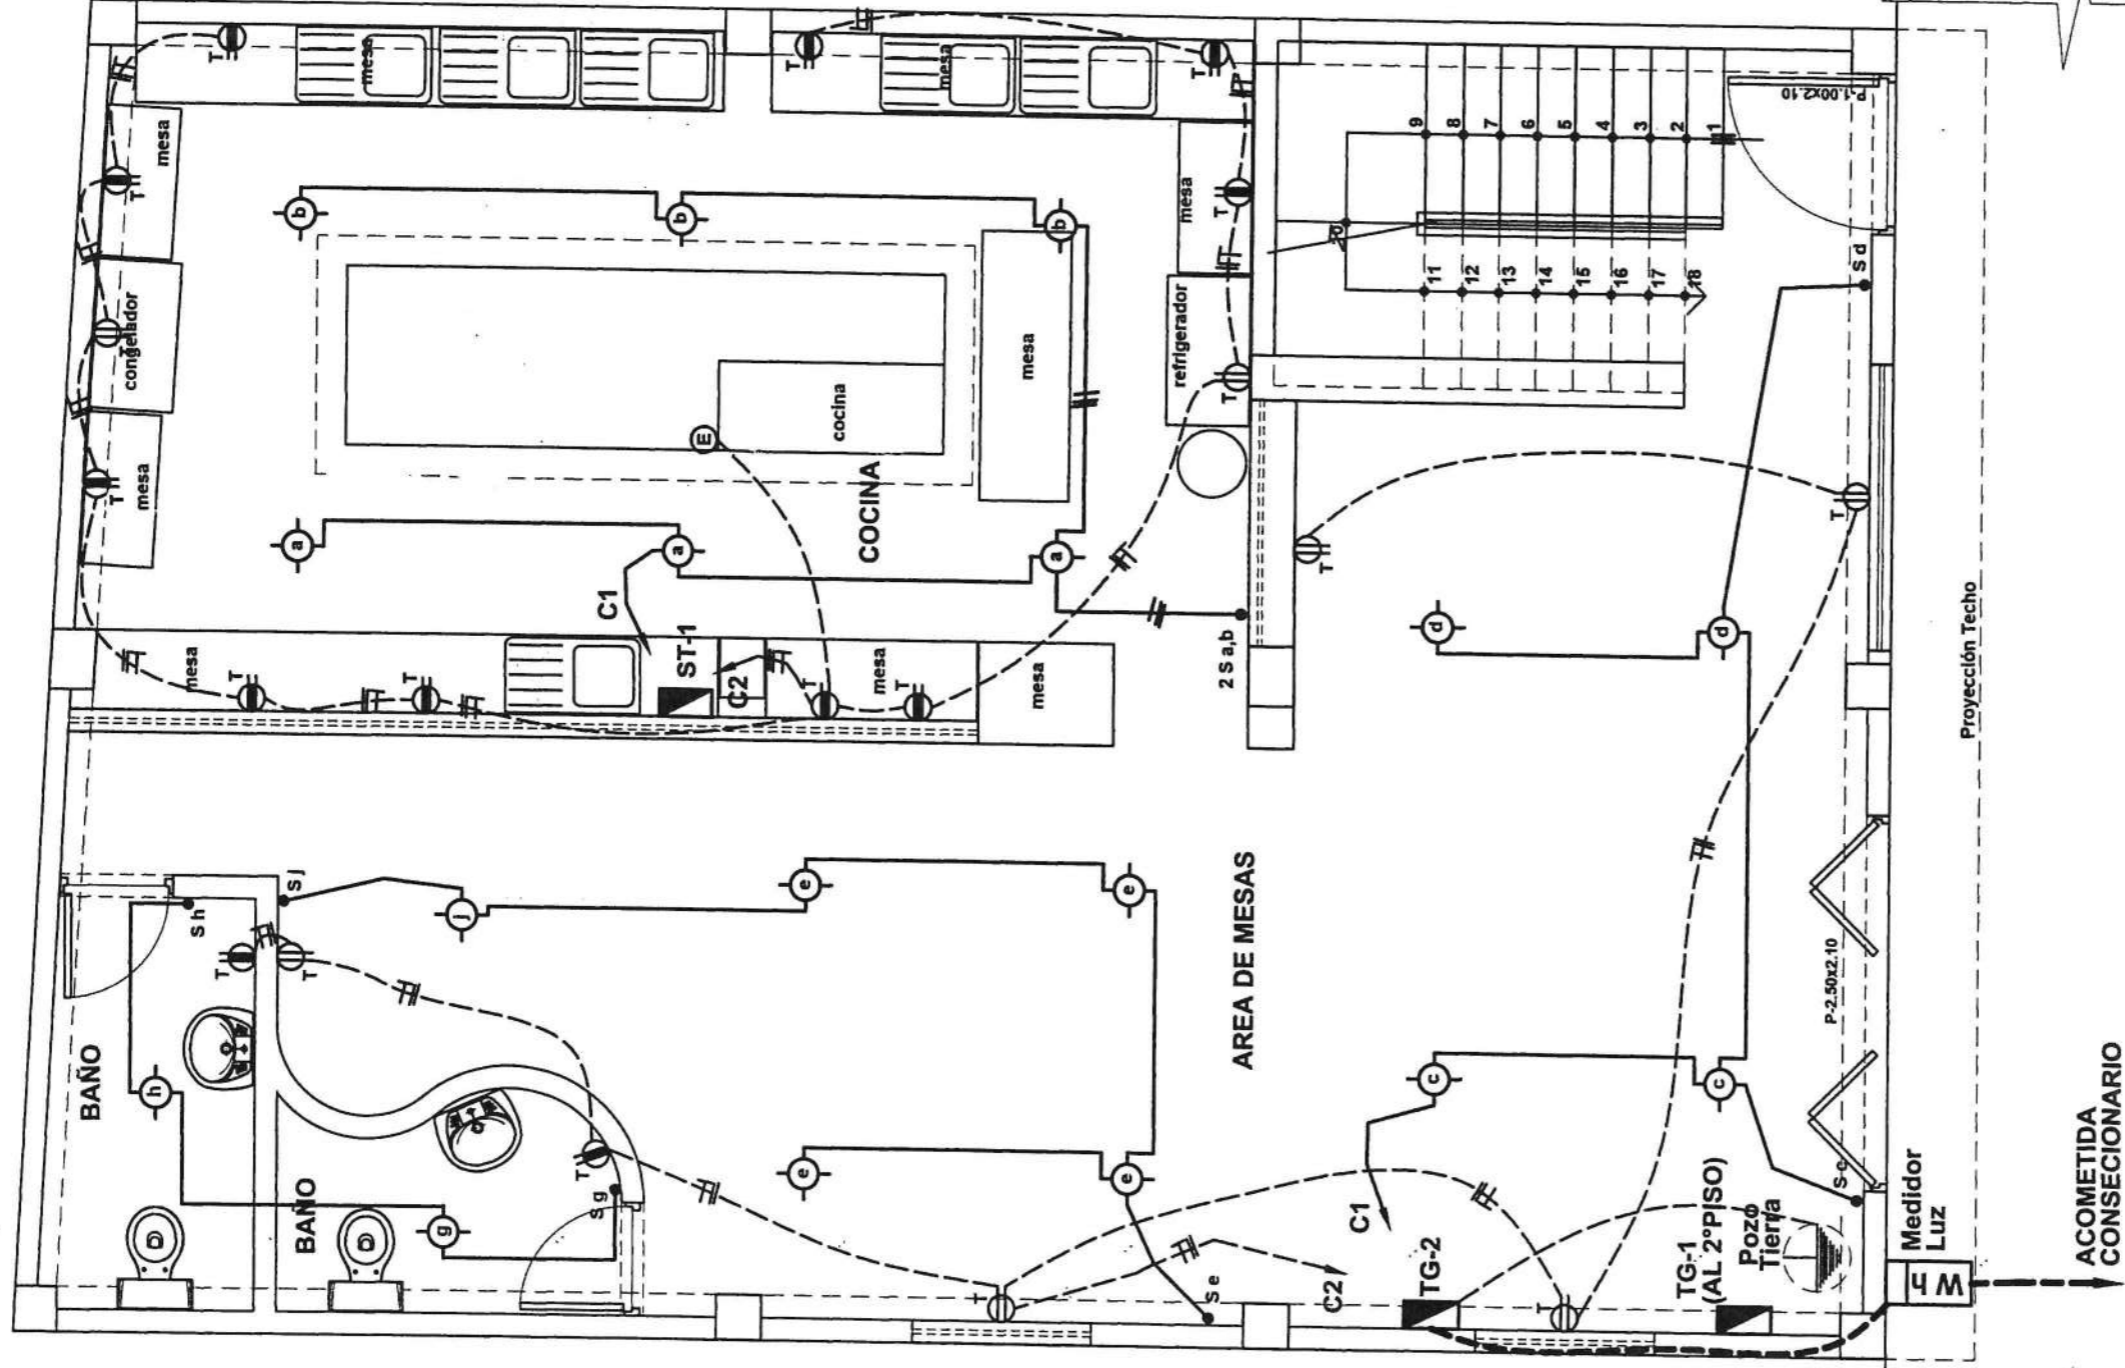 T
mesa
T
mesa
T
P-1.00x2.10
9
8
7
6
5
4
3
2
1
mesa
T
b
b
b
mesa
T
11
12
13
14
15
16
17
18
S d
congelador
T
refrigerador
T
mesa
cocina
E
mesa
T
COCINA
a
a
a
T
T
C1
ST-1
C2
2 S a,b
d
d
mesa
T
T
T
mesa
T
mesa
Proyección Techo
S h
S j
j
e
e
T
T
AREA DE MESAS
P-2.50x2.10
BAÑO
h
c
c
BAÑO
g
T
S g
e
e
S c
C1
C2
T
S e
TG-2
T
TG-1
(AL 2°PISO)
Pozo
Tierra
Medidor
Luz
Wh
ACOMETIDA
CONSECIONARIO